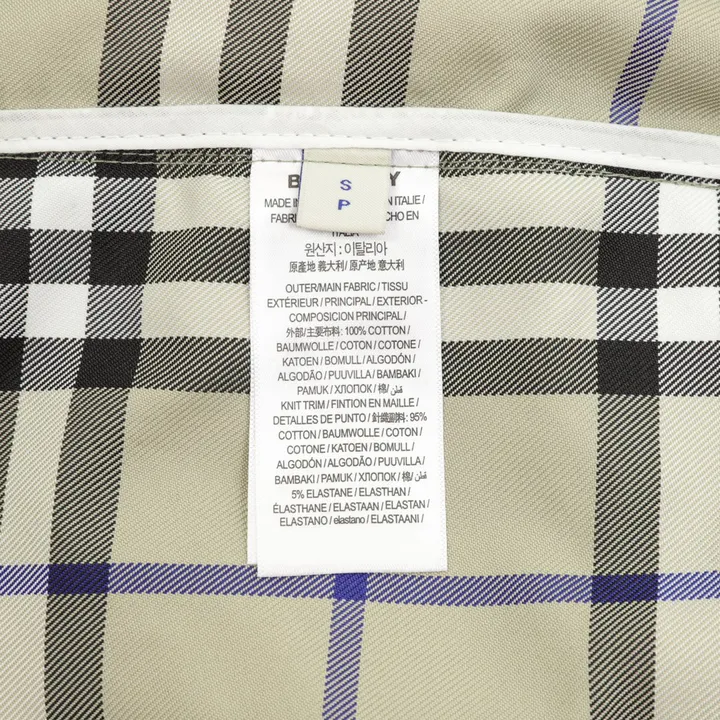 B Y
S
P
MADE IN N ITALIE /
FABRI CHO EN
ITALIA
원산지 : 이탈리아
原產地 義大利 / 原产地 意大利
OUTER/MAIN FABRIC / TISSU
EXTÉRIEUR / PRINCIPAL / EXTERIOR -
COMPOSICION PRINCIPAL /
外部/主要布料: 100% COTTON /
BAUMWOLLE / COTON / COTONE /
KATOEN / BOMULL / ALGODÓN /
ALGODÃO / PUUVILLA / BAMBAKI /
PAMUK / ХЛОПОК / 棉/ قطن /
KNIT TRIM / FINTION EN MAILLE /
DETALLES DE PUNTO / 針織副料: 95%
COTTON / BAUMWOLLE / COTON /
COTONE / KATOEN / BOMULL /
ALGODÓN / ALGODÃO / PUUVILLA /
BAMBAKI / PAMUK / ХЛОПОК / 棉/ قطن /
5% ELASTANE / ELASTHAN /
ÉLASTHANE / ELASTAAN / ELASTAN /
ELASTANO / elastano / ELASTAANI /